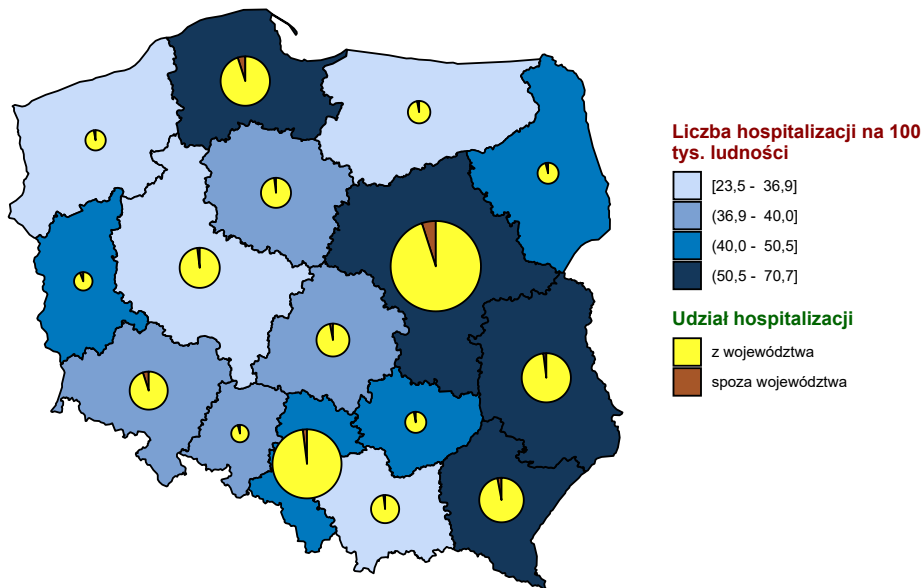 Liczba hospitalizacji na 100
tys. ludności
[23,5 - 36,9]
(36,9 - 40,0]
(40,0 - 50,5]
(50,5 - 70,7]
Udział hospitalizacji
z województwa
spoza województwa